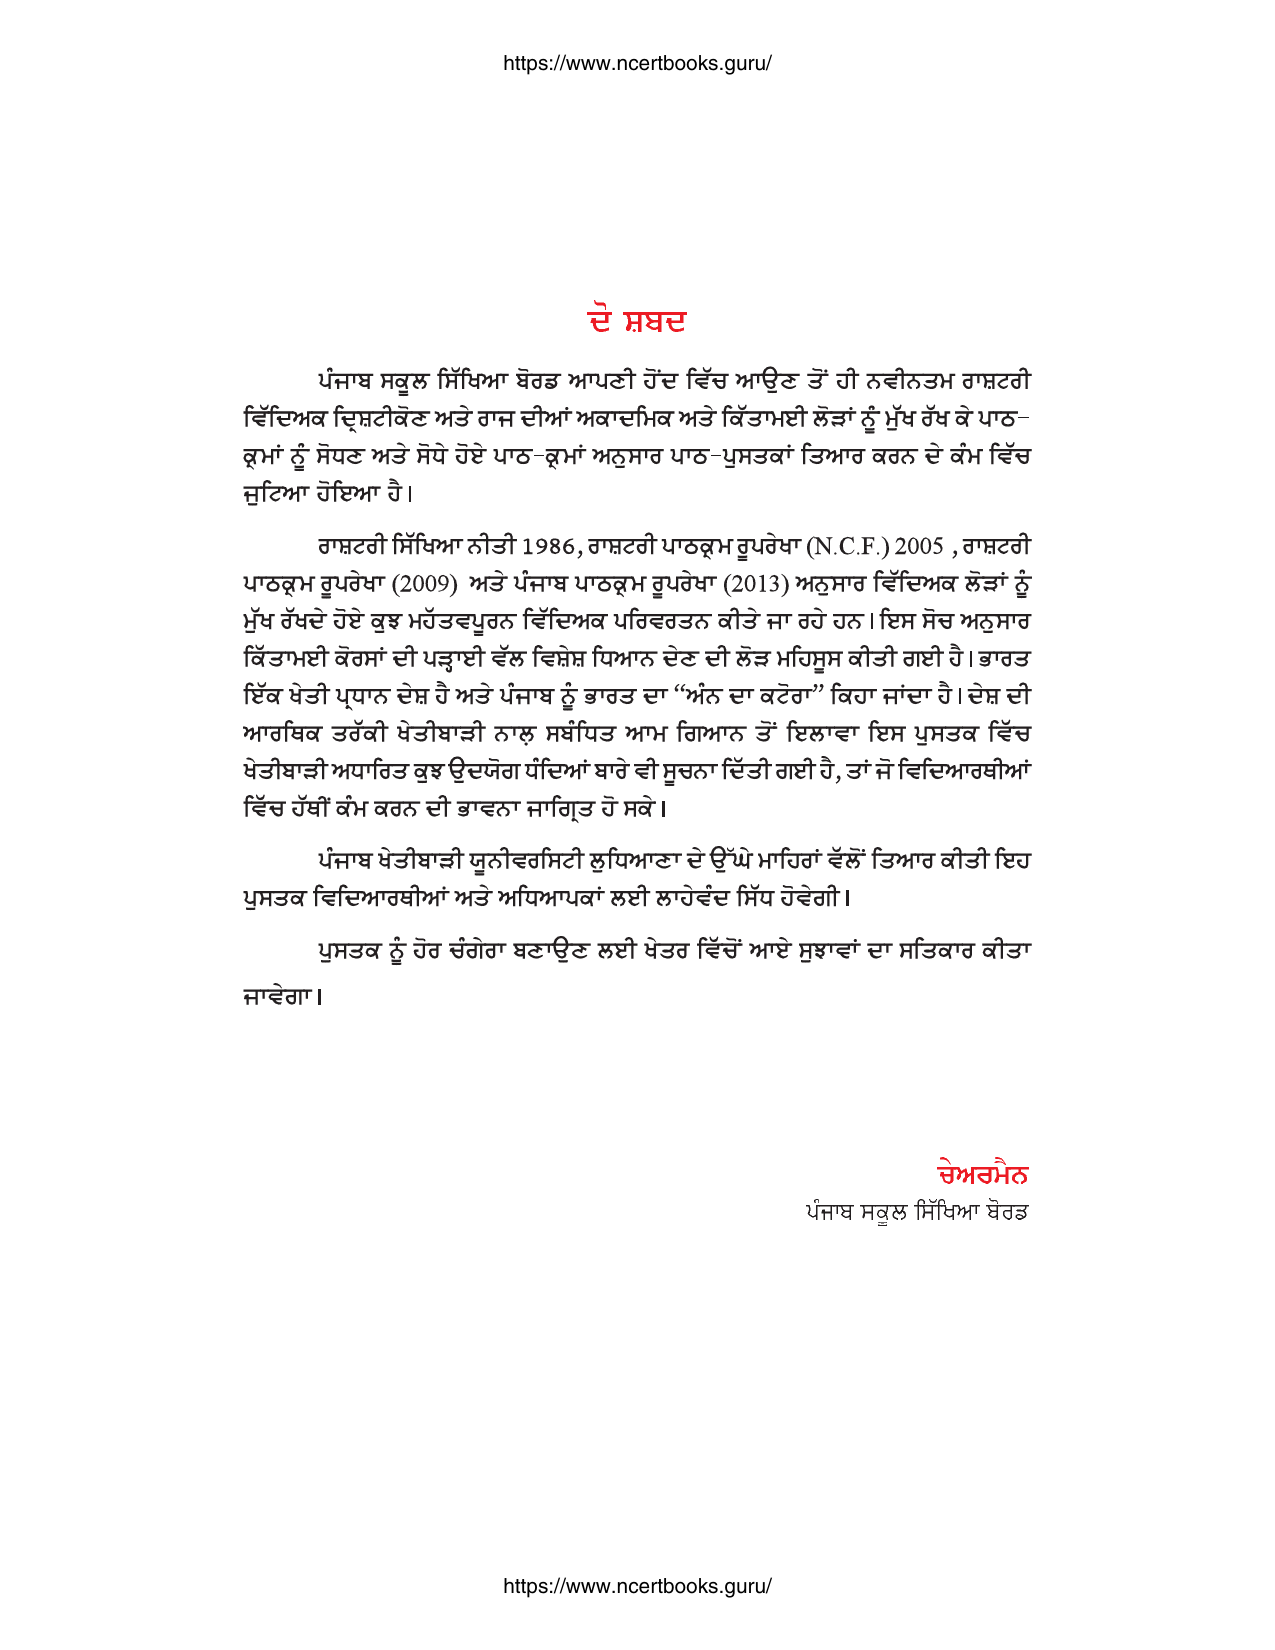 https://www.ncertbooks.guru/
ਦੋ ਸ਼ਬਦ
ਪੰਜਾਬ ਸਕੂਲ ਸਿੱਖਿਆ ਬੋਰਡ ਆਪਣੀ ਹੋਂਦ ਵਿੱਚ ਆਉਣ ਤੋਂ ਹੀ ਨਵੀਨਤਮ ਰਾਸ਼ਟਰੀ
ਵਿੱਦਿਅਕ ਦ੍ਰਿਸ਼ਟੀਕੋਣ ਅਤੇ ਰਾਜ ਦੀਆਂ ਅਕਾਦਮਿਕ ਅਤੇ ਕਿੱਤਾਮਈ ਲੋੜਾਂ ਨੂੰ ਮੁੱਖ ਰੱਖ ਕੇ ਪਾਠ-
ਕ੍ਰਮਾਂ ਨੂੰ ਸੋਧਣ ਅਤੇ ਸੋਧੇ ਹੋਏ ਪਾਠ-ਕ੍ਰਮਾਂ ਅਨੁਸਾਰ ਪਾਠ-ਪੁਸਤਕਾਂ ਤਿਆਰ ਕਰਨ ਦੇ ਕੰਮ ਵਿੱਚ
ਜੁਟਿਆ ਹੋਇਆ ਹੈ।
ਰਾਸ਼ਟਰੀ ਸਿੱਖਿਆ ਨੀਤੀ 1986, ਰਾਸ਼ਟਰੀ ਪਾਠਕ੍ਰਮ ਰੂਪਰੇਖਾ (N.C.F.) 2005 , ਰਾਸ਼ਟਰੀ
ਪਾਠਕ੍ਰਮ ਰੂਪਰੇਖਾ (2009) ਅਤੇ ਪੰਜਾਬ ਪਾਠਕ੍ਰਮ ਰੂਪਰੇਖਾ (2013) ਅਨੁਸਾਰ ਵਿੱਦਿਅਕ ਲੋੜਾਂ ਨੂੰ
ਮੁੱਖ ਰੱਖਦੇ ਹੋਏ ਕੁਝ ਮਹੱਤਵਪੂਰਨ ਵਿੱਦਿਅਕ ਪਰਿਵਰਤਨ ਕੀਤੇ ਜਾ ਰਹੇ ਹਨ। ਇਸ ਸੋਚ ਅਨੁਸਾਰ
ਕਿੱਤਾਮਈ ਕੋਰਸਾਂ ਦੀ ਪੜ੍ਹਾਈ ਵੱਲ ਵਿਸ਼ੇਸ਼ ਧਿਆਨ ਦੇਣ ਦੀ ਲੋੜ ਮਹਿਸੂਸ ਕੀਤੀ ਗਈ ਹੈ। ਭਾਰਤ
ਇੱਕ ਖੇਤੀ ਪ੍ਰਧਾਨ ਦੇਸ਼ ਹੈ ਅਤੇ ਪੰਜਾਬ ਨੂੰ ਭਾਰਤ ਦਾ “ਅੰਨ ਦਾ ਕਟੋਰਾ” ਕਿਹਾ ਜਾਂਦਾ ਹੈ। ਦੇਸ਼ ਦੀ
ਆਰਥਿਕ ਤਰੱਕੀ ਖੇਤੀਬਾੜੀ ਨਾਲ਼ ਸਬੰਧਿਤ ਆਮ ਗਿਆਨ ਤੋਂ ਇਲਾਵਾ ਇਸ ਪੁਸਤਕ ਵਿੱਚ
ਖੇਤੀਬਾੜੀ ਅਧਾਰਿਤ ਕੁਝ ਉਦਯੋਗ ਧੰਦਿਆਂ ਬਾਰੇ ਵੀ ਸੂਚਨਾ ਦਿੱਤੀ ਗਈ ਹੈ, ਤਾਂ ਜੋ ਵਿਦਿਆਰਥੀਆਂ
ਵਿੱਚ ਹੱਥੀਂ ਕੰਮ ਕਰਨ ਦੀ ਭਾਵਨਾ ਜਾਗ੍ਰਿਤ ਹੋ ਸਕੇ।
ਪੰਜਾਬ ਖੇਤੀਬਾੜੀ ਯੂਨੀਵਰਸਿਟੀ ਲੁਧਿਆਣਾ ਦੇ ਉੱਘੇ ਮਾਹਿਰਾਂ ਵੱਲੋਂ ਤਿਆਰ ਕੀਤੀ ਇਹ
ਪੁਸਤਕ ਵਿਦਿਆਰਥੀਆਂ ਅਤੇ ਅਧਿਆਪਕਾਂ ਲਈ ਲਾਹੇਵੰਦ ਸਿੱਧ ਹੋਵੇਗੀ।
ਪੁਸਤਕ ਨੂੰ ਹੋਰ ਚੰਗੇਰਾ ਬਣਾਉਣ ਲਈ ਖੇਤਰ ਵਿੱਚੋਂ ਆਏ ਸੁਝਾਵਾਂ ਦਾ ਸਤਿਕਾਰ ਕੀਤਾ
ਜਾਵੇਗਾ।
ਚੇਅਰਮੈਨ
ਪੰਜਾਬ ਸਕੂਲ ਸਿੱਖਿਆ ਬੋਰਡ
https://www.ncertbooks.guru/